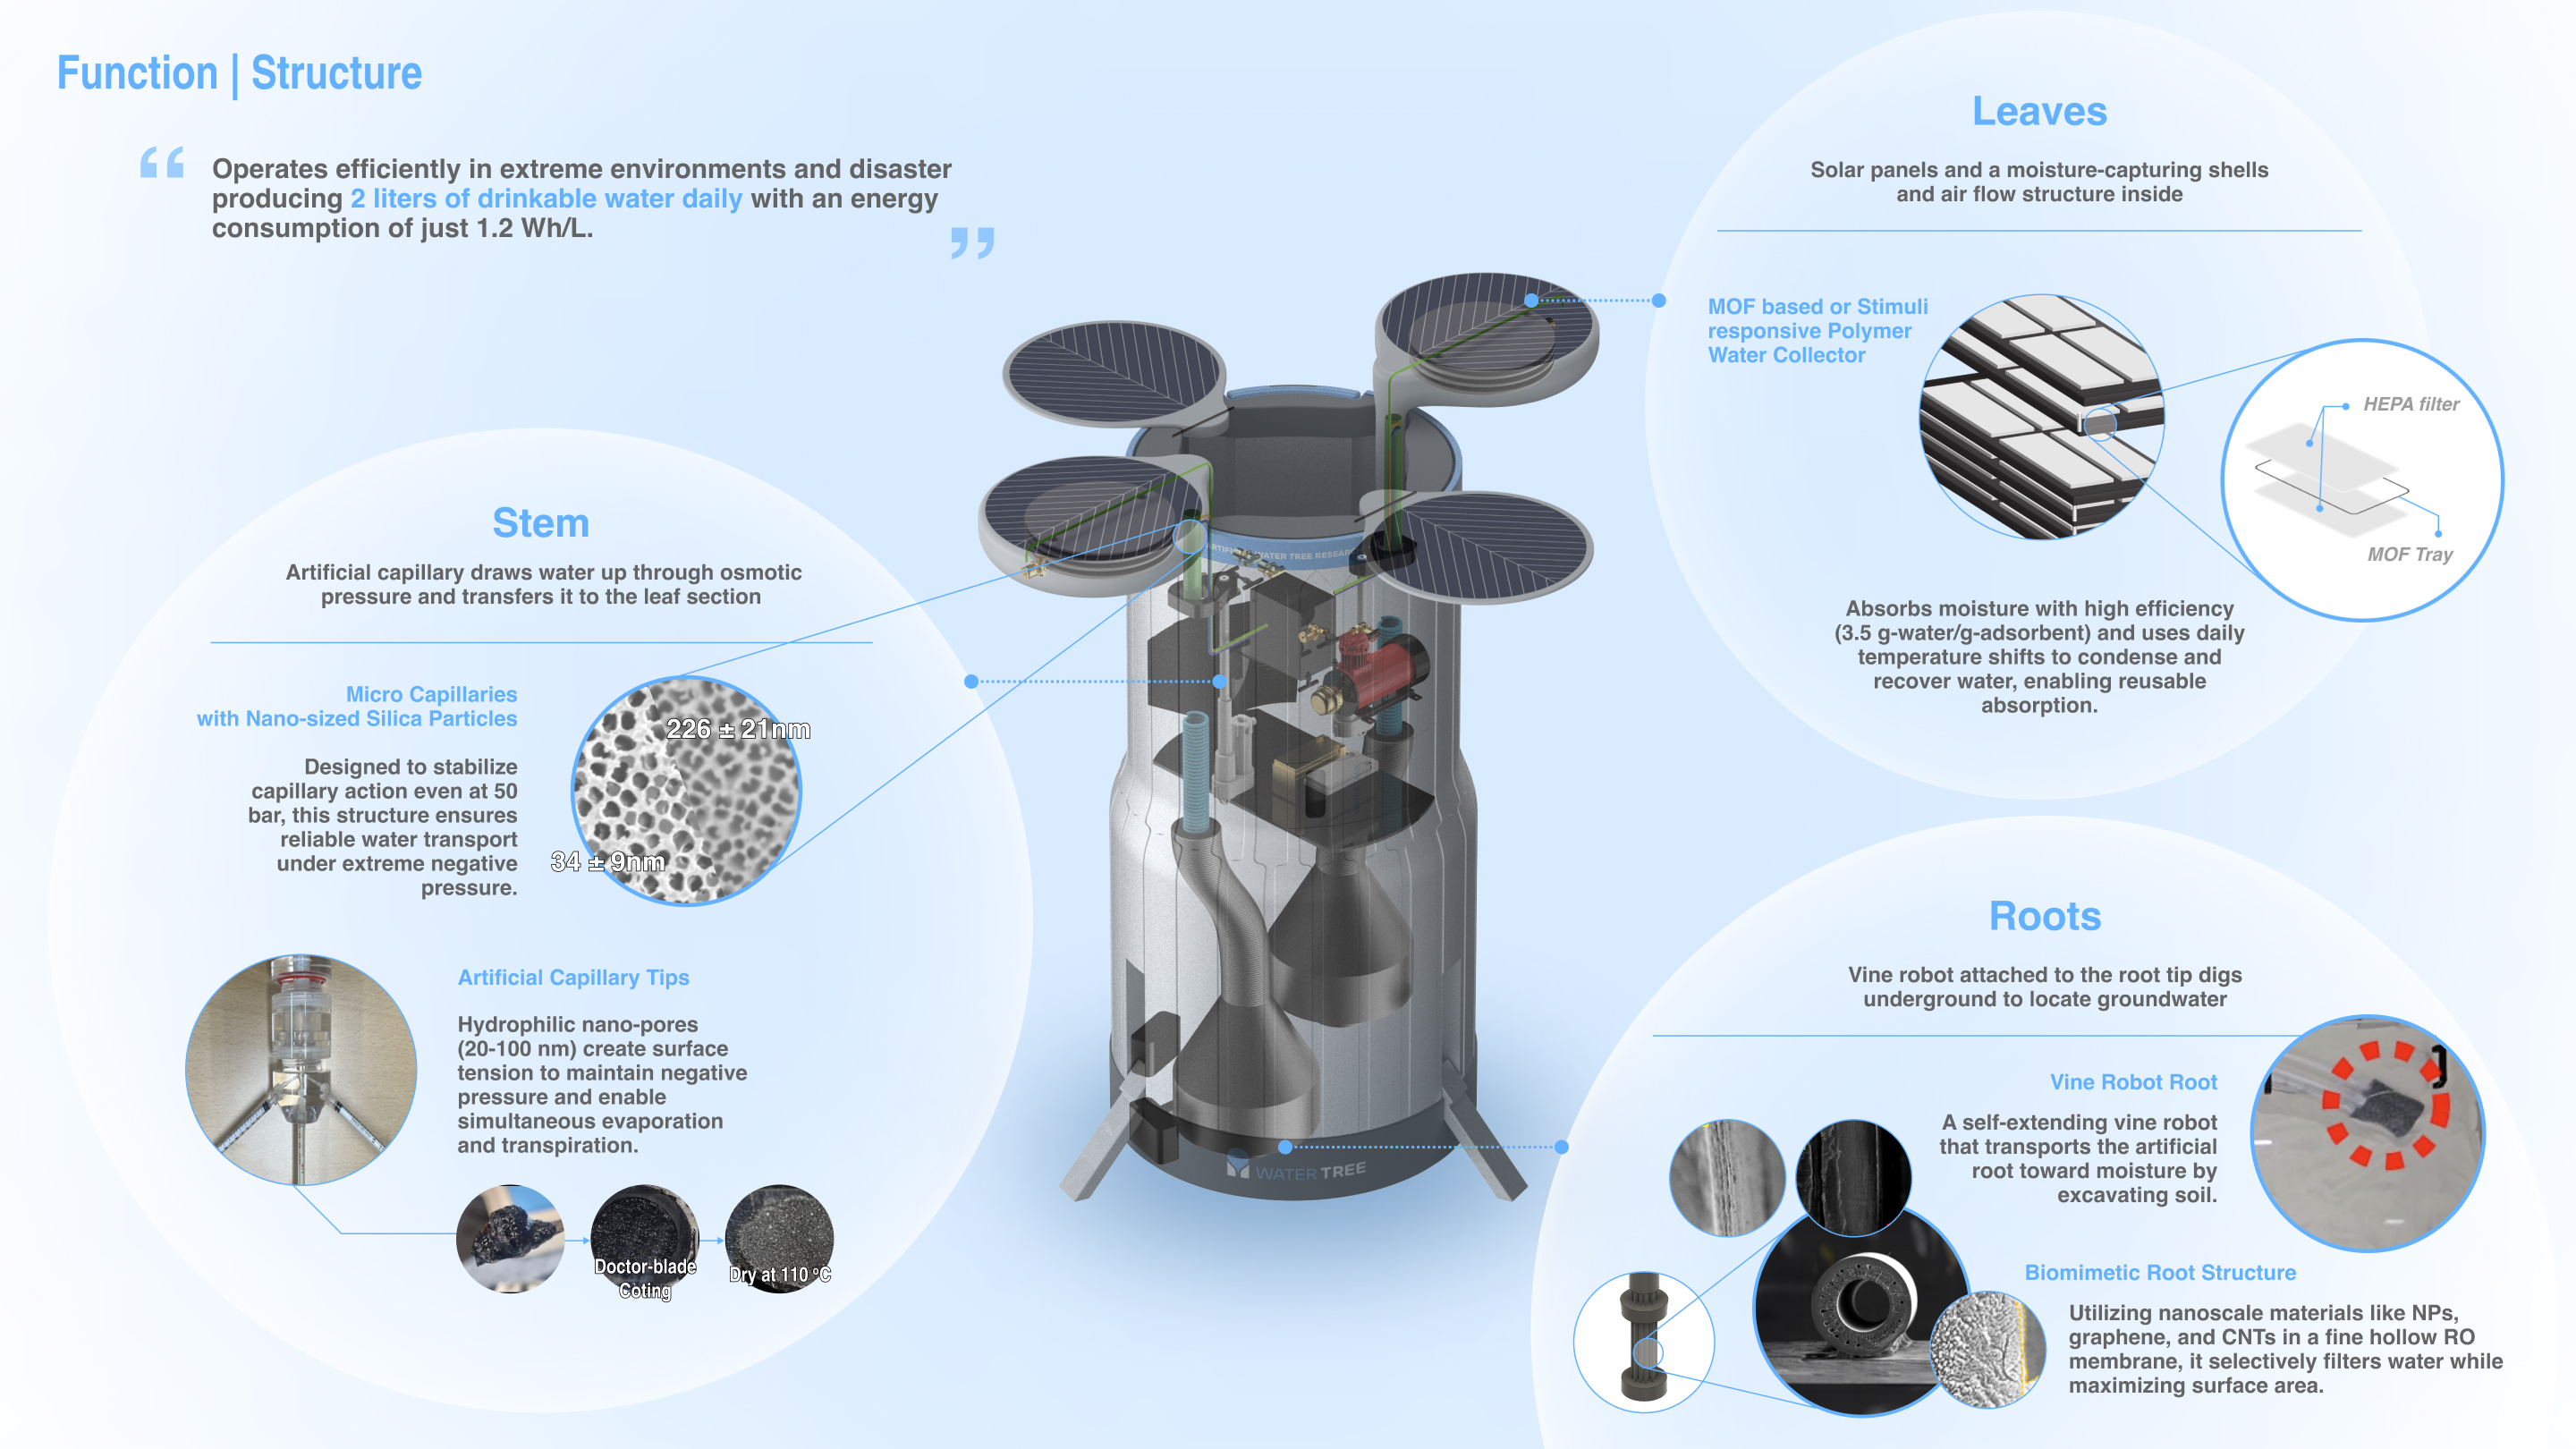 Function | Structure
“
Operates efficiently in extreme environments and disaster
producing 2 liters of drinkable water daily with an energy
consumption of just 1.2 Wh/L.
”
Leaves
Solar panels and a moisture-capturing shells
and air flow structure inside
MOF based or Stimuli
responsive Polymer
Water Collector
HEPA filter
MOF Tray
Absorbs moisture with high efficiency
(3.5 g-water/g-adsorbent) and uses daily
temperature shifts to condense and
recover water, enabling reusable
absorption.
Stem
Artificial capillary draws water up through osmotic
pressure and transfers it to the leaf section
Micro Capillaries
with Nano-sized Silica Particles
Designed to stabilize
capillary action even at 50
bar, this structure ensures
reliable water transport
under extreme negative
pressure.
226 ± 21nm
34 ± 9nm
Artificial Capillary Tips
Hydrophilic nano-pores
(20-100 nm) create surface
tension to maintain negative
pressure and enable
simultaneous evaporation
and transpiration.
Doctor-blade
Coting
Dry at 110 ºC
WATER TREE RESEAR
WATER TREE
Roots
Vine robot attached to the root tip digs
underground to locate groundwater
Vine Robot Root
A self-extending vine robot
that transports the artificial
root toward moisture by
excavating soil.
Biomimetic Root Structure
Utilizing nanoscale materials like NPs,
graphene, and CNTs in a fine hollow RO
membrane, it selectively filters water while
maximizing surface area.